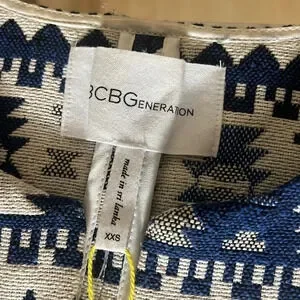 BCBGENERATION
made in sri lanka
XXS